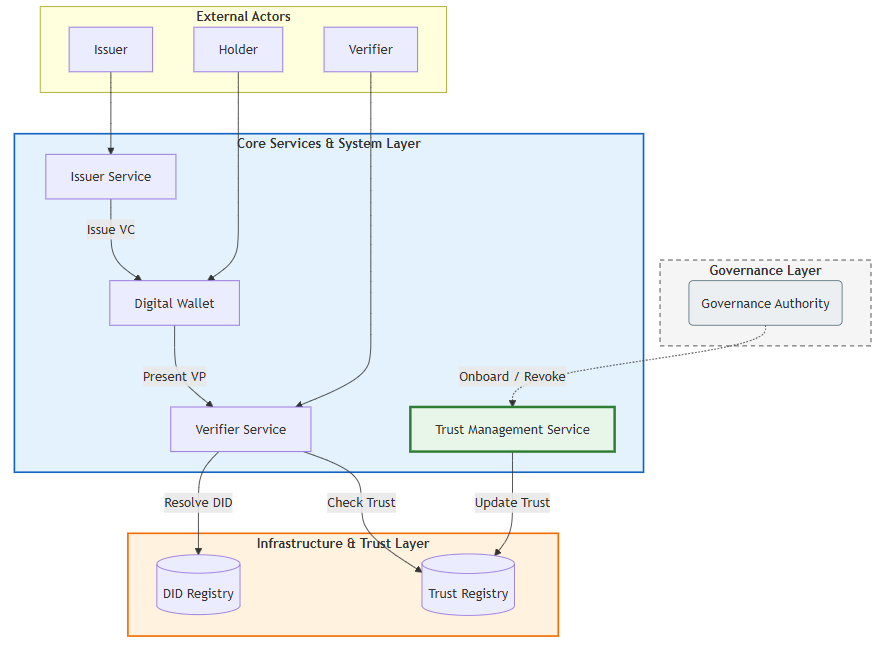 External Actors
Issuer
Holder
Verifier
Core Services & System Layer
Issuer Service
Issue VC
Governance Layer
Digital Wallet
Governance Authority
Present VP
Onboard / Revoke
Verifier Service
Trust Management Service
Resolve DID
Check Trust
Update Trust
Infrastructure & Trust Layer
DID Registry
Trust Registry